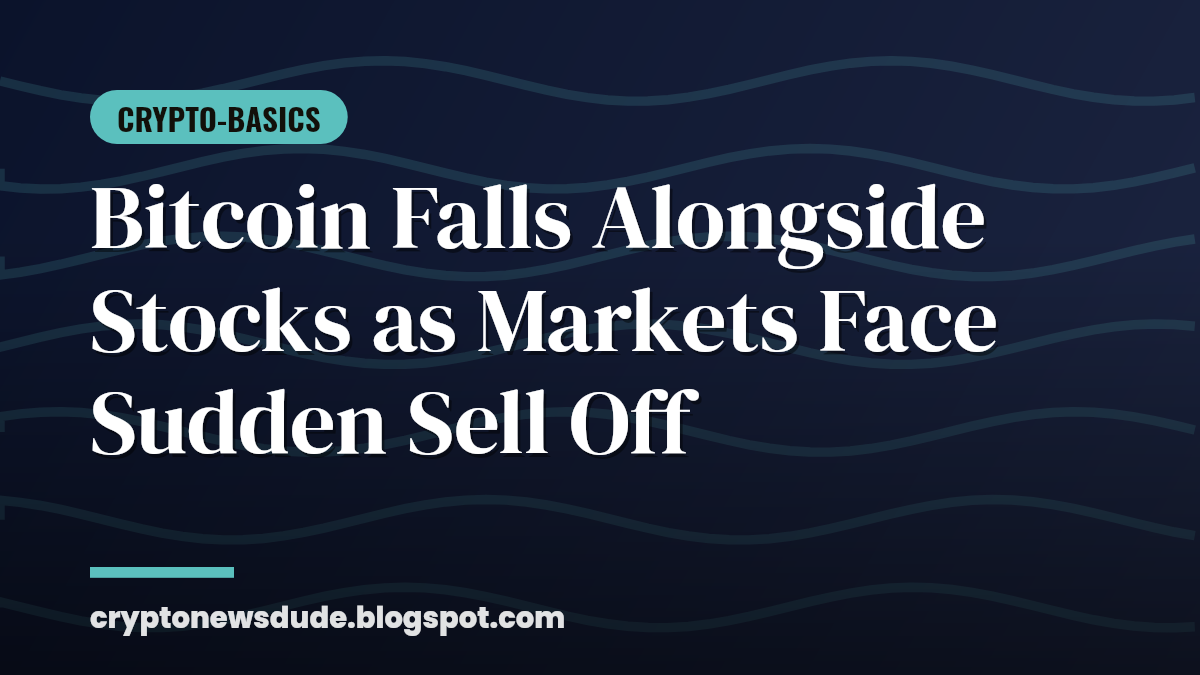 CRYPTO-BASICS
Bitcoin Falls Alongside
Stocks as Markets Face
Sudden Sell Off
cryptonewsdude.blogspot.com